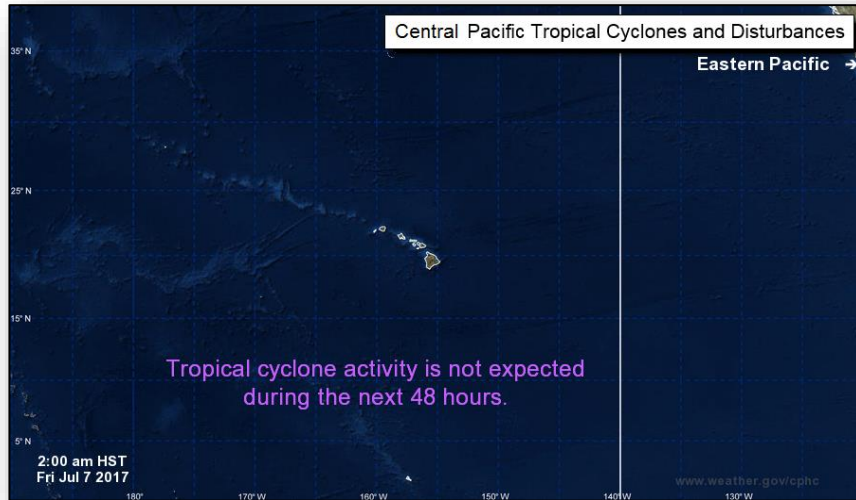 Central Pacific Tropical Cyclones and Disturbances
35° N
Eastern Pacific →
25° N
15° N
Tropical cyclone activity is not expected
during the next 48 hours.
5° N
2:00 am HST
Fri Jul 7 2017
www.weather.gov/cphc
180°
170° W
160° W
150° W
140° W
130° W